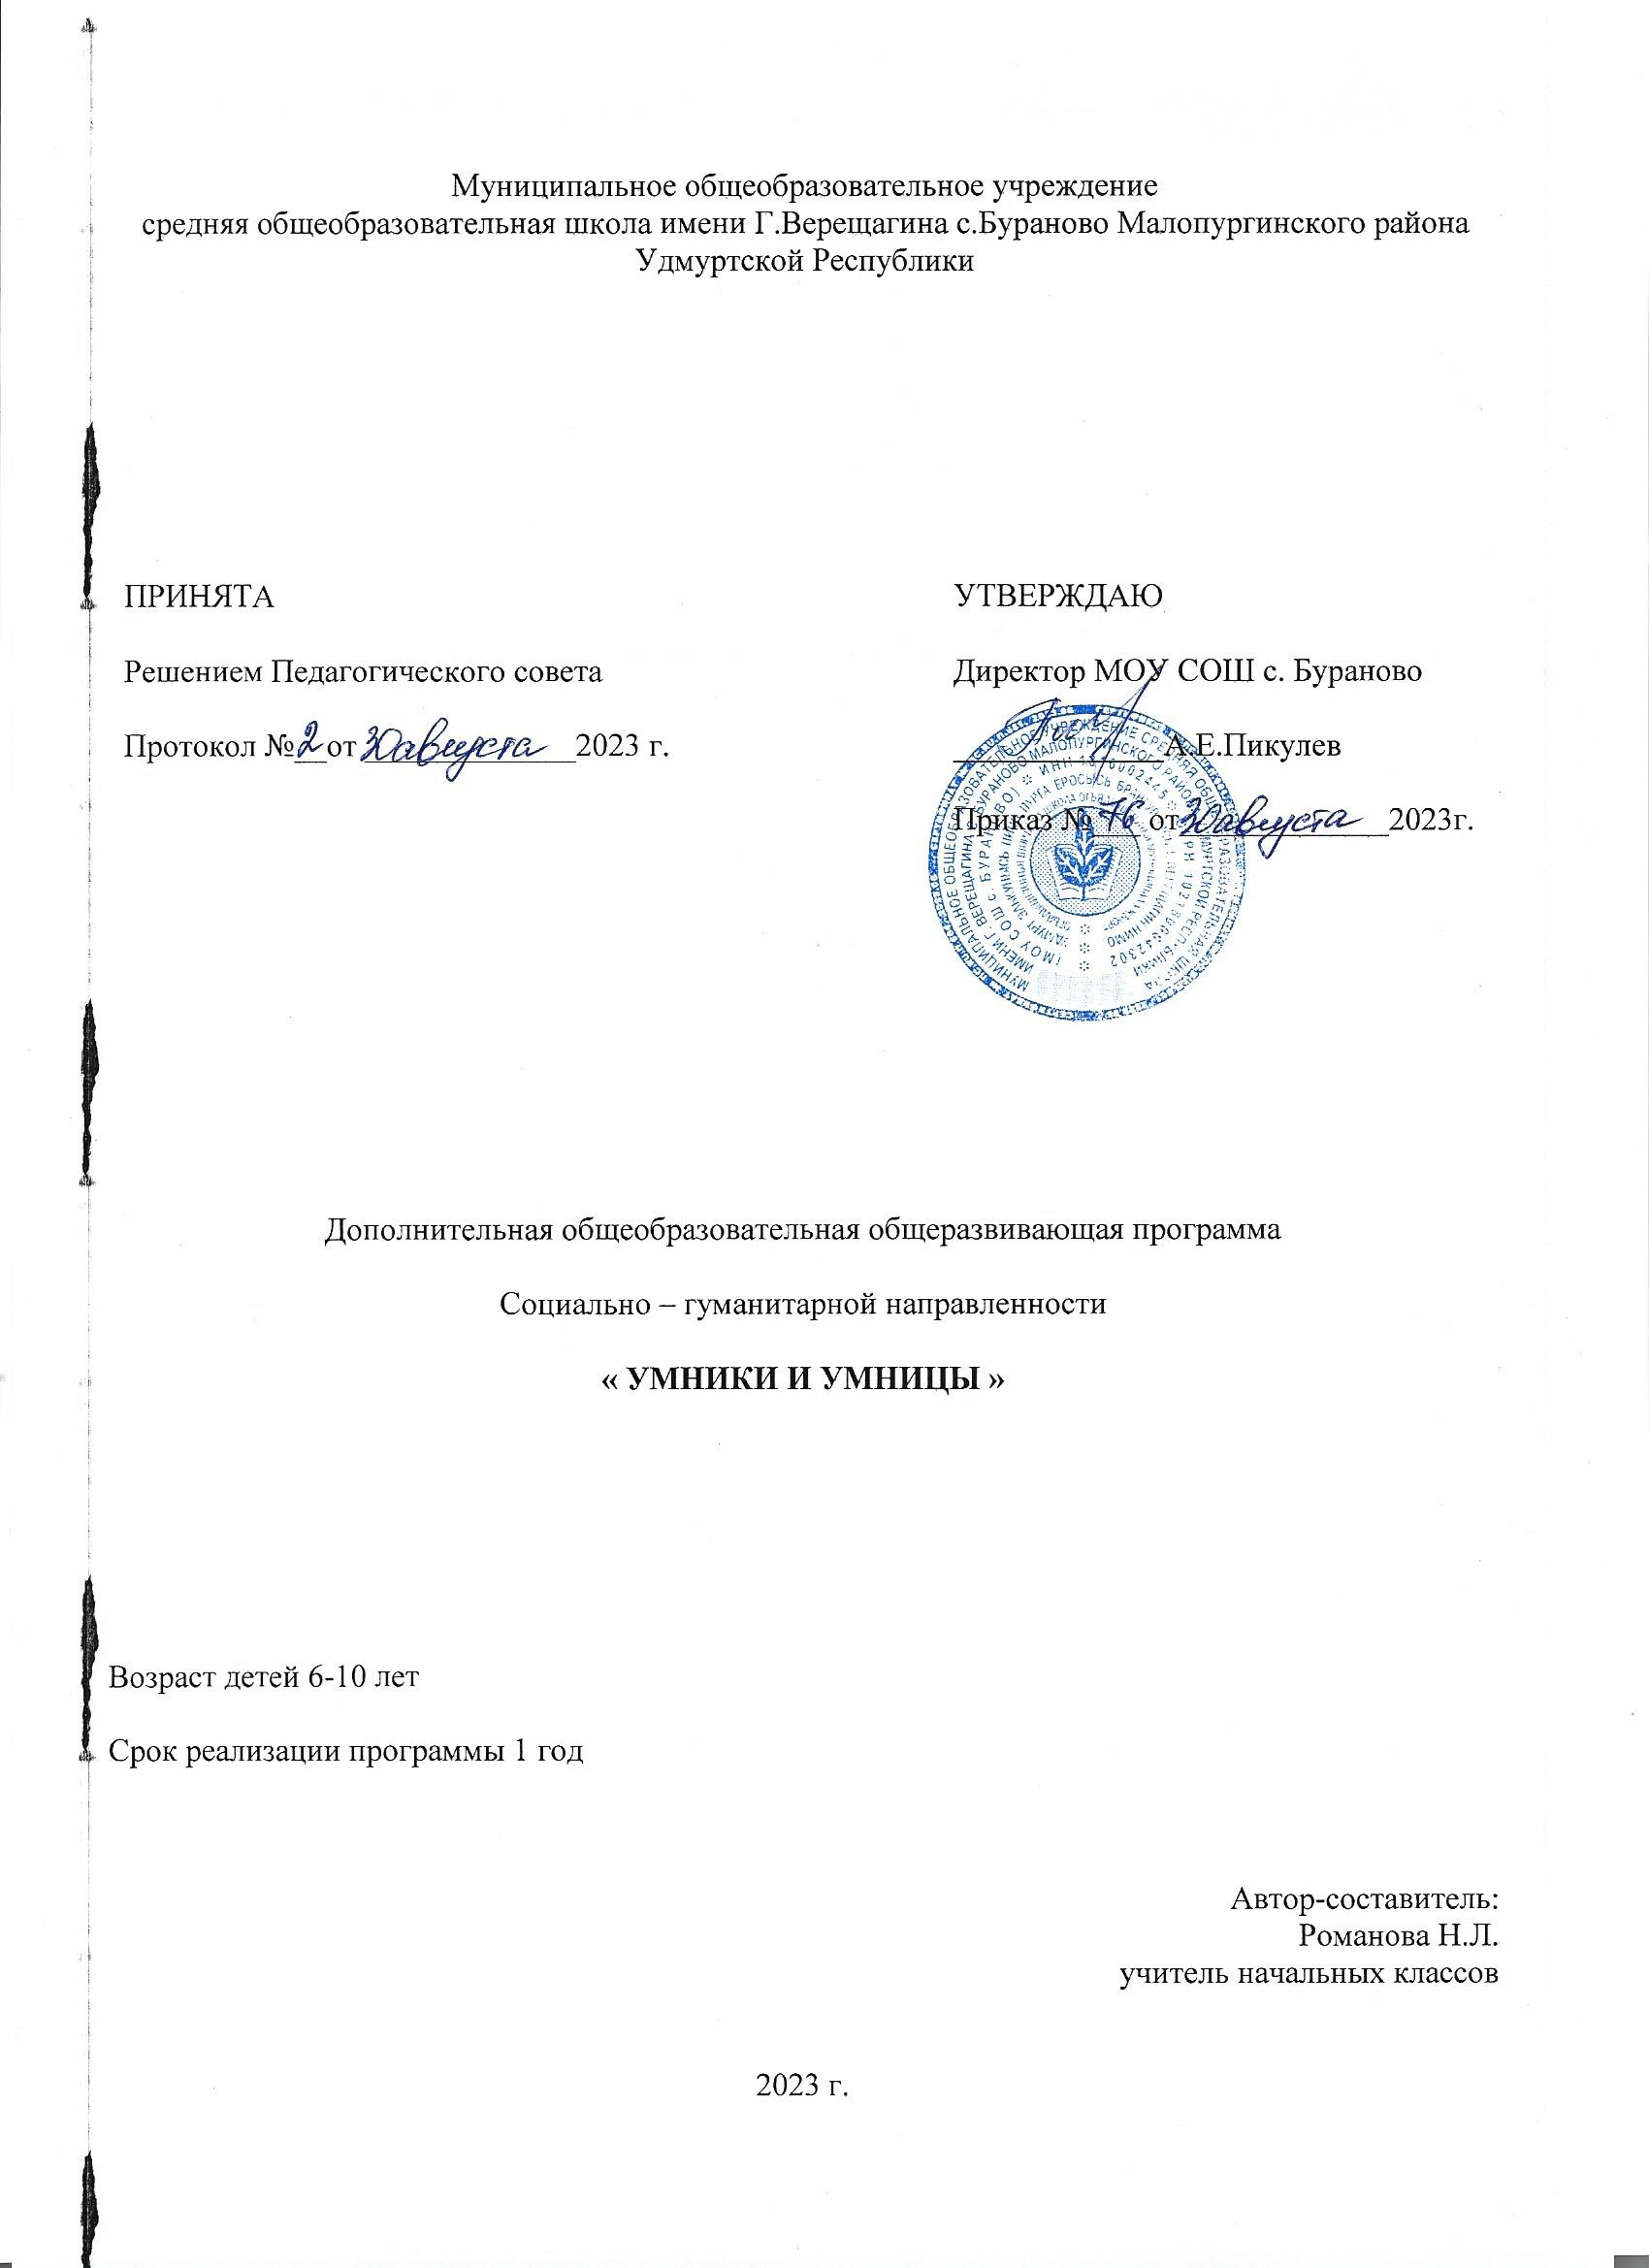 Муниципальное общеобразовательное учреждение
средняя общеобразовательная школа имени Г.Верещагина с.Бураново Малопургинского района
Удмуртской Республики
ПРИНЯТА
Решением Педагогического совета
Протокол №2 от 30 августа 2023 г.
УТВЕРЖДАЮ
Директор МОУ СОШ с. Бураново
А.Е.Пикулев
Приказ № 76 от 30 августа 2023г.
Дополнительная общеобразовательная общеразвивающая программа
Социально – гуманитарной направленности
« УМНИКИ И УМНИЦЫ »
Возраст детей 6-10 лет
Срок реализации программы 1 год
Автор-составитель:
Романова Н.Л.
учитель начальных классов
2023 г.